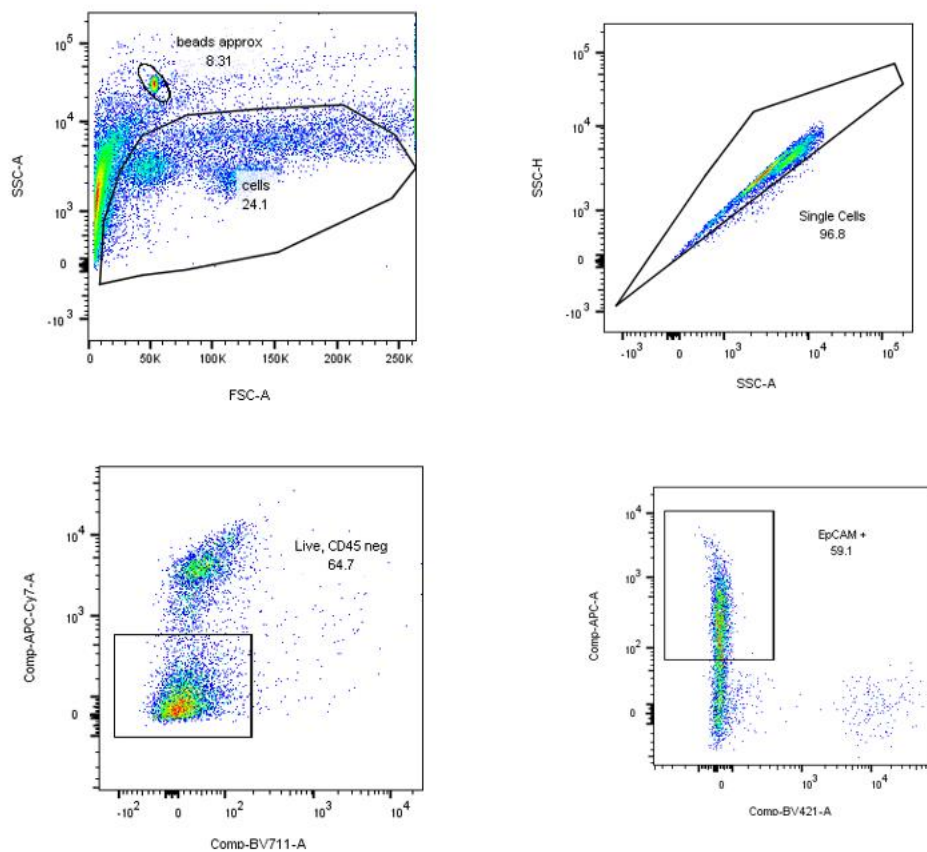 beads approx
8.31
10^5
10^4
10^3
0
-10^3
SSC-A
cells
24.1
0 50K 100K 150K 200K 250K
FSC-A
10^5
10^4
10^3
0
-10^3
SSC-H
Single Cells
96.8
-10^3 0 10^3 10^4 10^5
SSC-A
10^4
10^3
0
Comp-APC-Cy7-A
Live, CD45 neg
64.7
-10^2 0 10^2 10^3 10^4
Comp-BV711-A
10^4
10^3
10^2
0
Comp-APC-A
EpCAM +
59.1
0 10^3 10^4
Comp-BV421-A